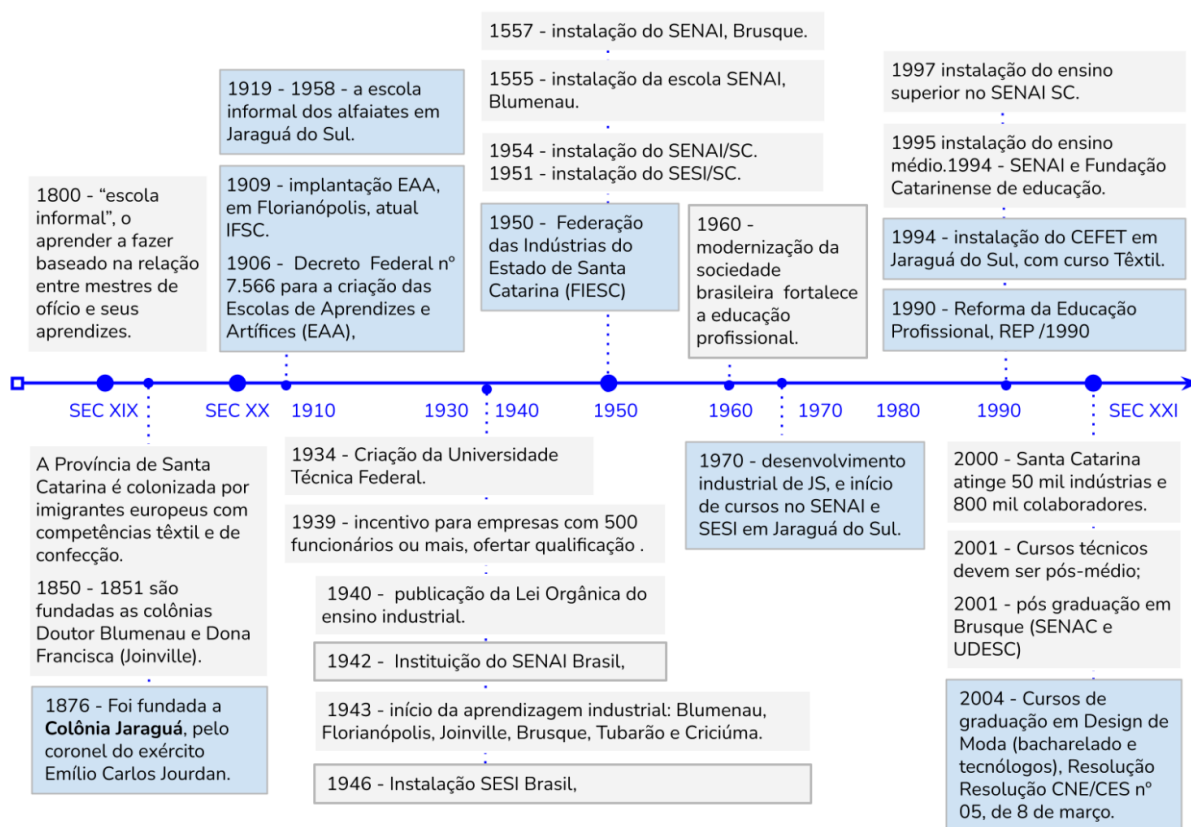 1557 - instalação do SENAI, Brusque.
1555 - instalação da escola SENAI,
Blumenau.
1954 - instalação do SENAI/SC.
1951 - instalação do SESI/SC.
1950 - Federação
das Indústrias do
Estado de Santa
Catarina (FIESC)
1919 - 1958 - a escola
informal dos alfaiates em
Jaraguá do Sul.
1909 - implantação EAA,
em Florianópolis, atual
IFSC.
1906 - Decreto Federal nº
7.566 para a criação das
Escolas de Aprendizes e
Artífices (EAA),
1800 - “escola
informal”, o
aprender a fazer
baseado na relação
entre mestres de
ofício e seus
aprendizes.
1960 -
modernização da
sociedade
brasileira fortalece
a educação
profissional.
1997 instalação do ensino
superior no SENAI SC.
1995 instalação do ensino
médio.1994 - SENAI e Fundação
Catarinense de educação.
1994 - instalação do CEFET em
Jaraguá do Sul, com curso Têxtil.
1990 - Reforma da Educação
Profissional, REP /1990
SEC XIX SEC XX 1910 1930 1940 1950 1960 1970 1980 1990 SEC XXI
A Província de Santa
Catarina é colonizada por
imigrantes europeus com
competências têxtil e de
confecção.
1850 - 1851 são
fundadas as colônias
Doutor Blumenau e Dona
Francisca (Joinville).
1876 - Foi fundada a
Colônia Jaraguá, pelo
coronel do exército
Emílio Carlos Jourdan.
1934 - Criação da Universidade
Técnica Federal.
1939 - incentivo para empresas com 500
funcionários ou mais, ofertar qualificação .
1940 - publicação da Lei Orgânica do
ensino industrial.
1942 - Instituição do SENAI Brasil,
1943 - início da aprendizagem industrial: Blumenau,
Florianópolis, Joinville, Brusque, Tubarão e Criciúma.
1946 - Instalação SESI Brasil,
1970 - desenvolvimento
industrial de JS, e início
de cursos no SENAI e
SESI em Jaraguá do Sul.
2000 - Santa Catarina
atinge 50 mil indústrias e
800 mil colaboradores.
2001 - Cursos técnicos
devem ser pós-médio;
2001 - pós graduação em
Brusque (SENAC e
UDESC)
2004 - Cursos de
graduação em Design de
Moda (bacharelado e
tecnólogos), Resolução
Resolução CNE/CES nº
05, de 8 de março.